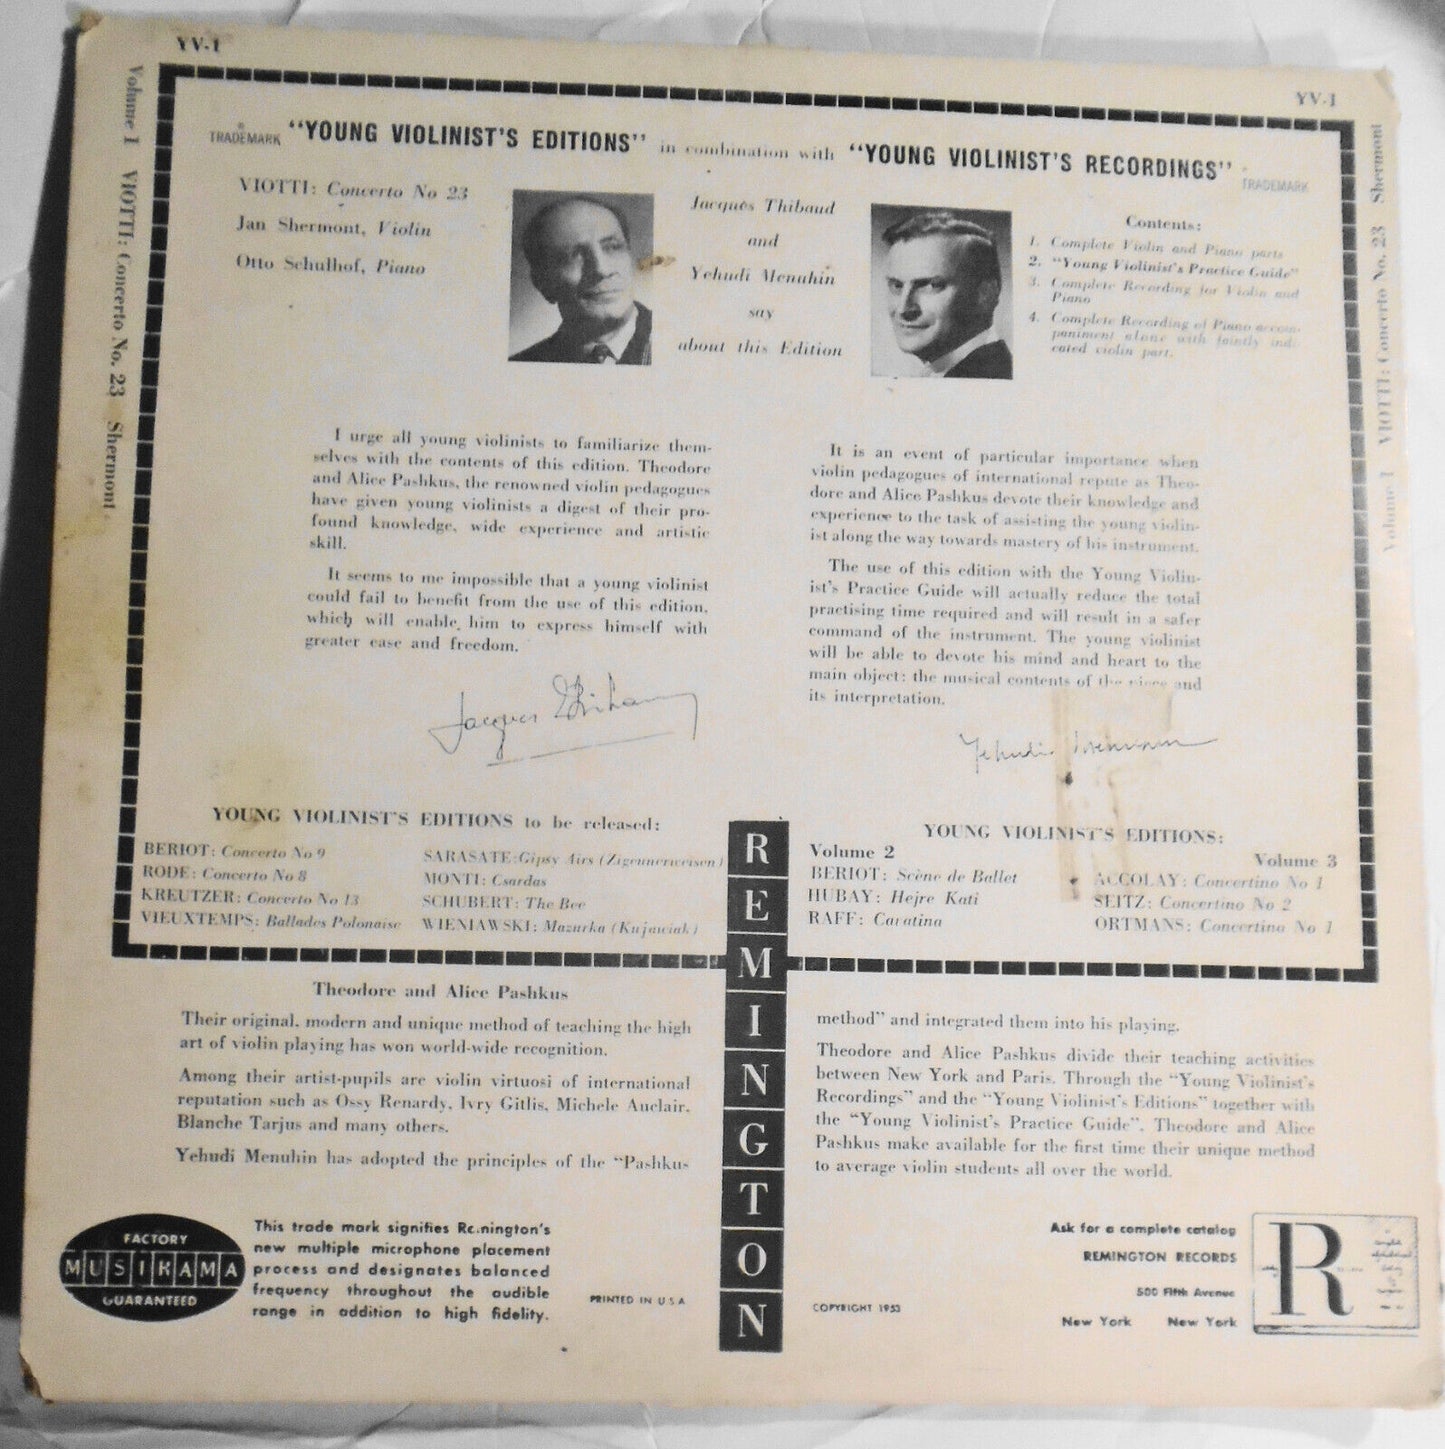 YV-1
YV-1
Volume I VIOTTI: Concerto No. 23 Shermont
® TRADEMARK "YOUNG VIOLINIST'S EDITIONS" in combination with "YOUNG VIOLINIST'S RECORDINGS" TRADEMARK
VIOTTI: Concerto No 23
Jan Shermont, Violin
Otto Schulhof, Piano
Jacques Thibaud
and
Yehudi Menuhin
say
about this Edition
Contents:
1. Complete Violin and Piano parts
2. "Young Violinist's Practice Guide"
3. Complete Recording for Violin and
Piano
4. Complete Recording of Piano accom-
paniment alone with faintly indi-
cated violin part.
I urge all young violinists to familiarize them-
selves with the contents of this edition. Theodore
and Alice Pashkus, the renowned violin pedagogues
have given young violinists a digest of their pro-
found knowledge, wide experience and artistic
skill.
It seems to me impossible that a young violinist
could fail to benefit from the use of this edition,
which will enable him to express himself with
greater ease and freedom.
Jacques Thibaud
It is an event of particular importance when
violin pedagogues of international repute as Theo-
dore and Alice Pashkus devote their knowledge and
experience to the task of assisting the young violin-
ist along the way towards mastery of his instrument.
The use of this edition with the Young Violin-
ist's Practice Guide will actually reduce the total
practising time required and will result in a safer
command of the instrument. The young violinist
will be able to devote his mind and heart to the
main object: the musical contents of the piece and
its interpretation.
Yehudi Menuhin
Volume I VIOTTI: Concerto No. 23 Shermont
YOUNG VIOLINIST'S EDITIONS to be released:
BERIOT: Concerto No 9
RODE: Concerto No 8
KREUTZER: Concerto No 13
VIEUXTEMPS: Ballades Polonaise
SARASATE: Gipsy Airs (Zigeunerweisen)
MONTI: Csardas
SCHUBERT: The Bee
WIENIAWSKI: Mazurka (Kujawiak)
REMINGTON
YOUNG VIOLINIST'S EDITIONS:
Volume 2
BERIOT: Scène de Ballet
HUBAY: Hejre Kati
RAFF: Cavatina
Volume 3
ACCOLAY: Concertino No 1
SEITZ: Concertino No 2
ORTMANS: Concertino No 1
Theodore and Alice Pashkus
Their original, modern and unique method of teaching the high
art of violin playing has won world-wide recognition.
Among their artist-pupils are violin virtuosi of international
reputation such as Ossy Renardy, Ivry Gitlis, Michele Auclair,
Blanche Tarjus and many others.
Yehudi Menuhin has adopted the principles of the "Pashkus
method" and integrated them into his playing.
Theodore and Alice Pashkus divide their teaching activities
between New York and Paris. Through the "Young Violinist's
Recordings" and the "Young Violinist's Editions" together with
the "Young Violinist's Practice Guide", Theodore and Alice
Pashkus make available for the first time their unique method
to average violin students all over the world.
FACTORY
MUSIRAMA
GUARANTEED
This trade mark signifies Remington's
new multiple microphone placement
process and designates balanced
frequency throughout the audible
range in addition to high fidelity.
PRINTED IN U S A
COPYRIGHT 1953
Ask for a complete catalog
REMINGTON RECORDS
500 Fifth Avenue
New York New York
R